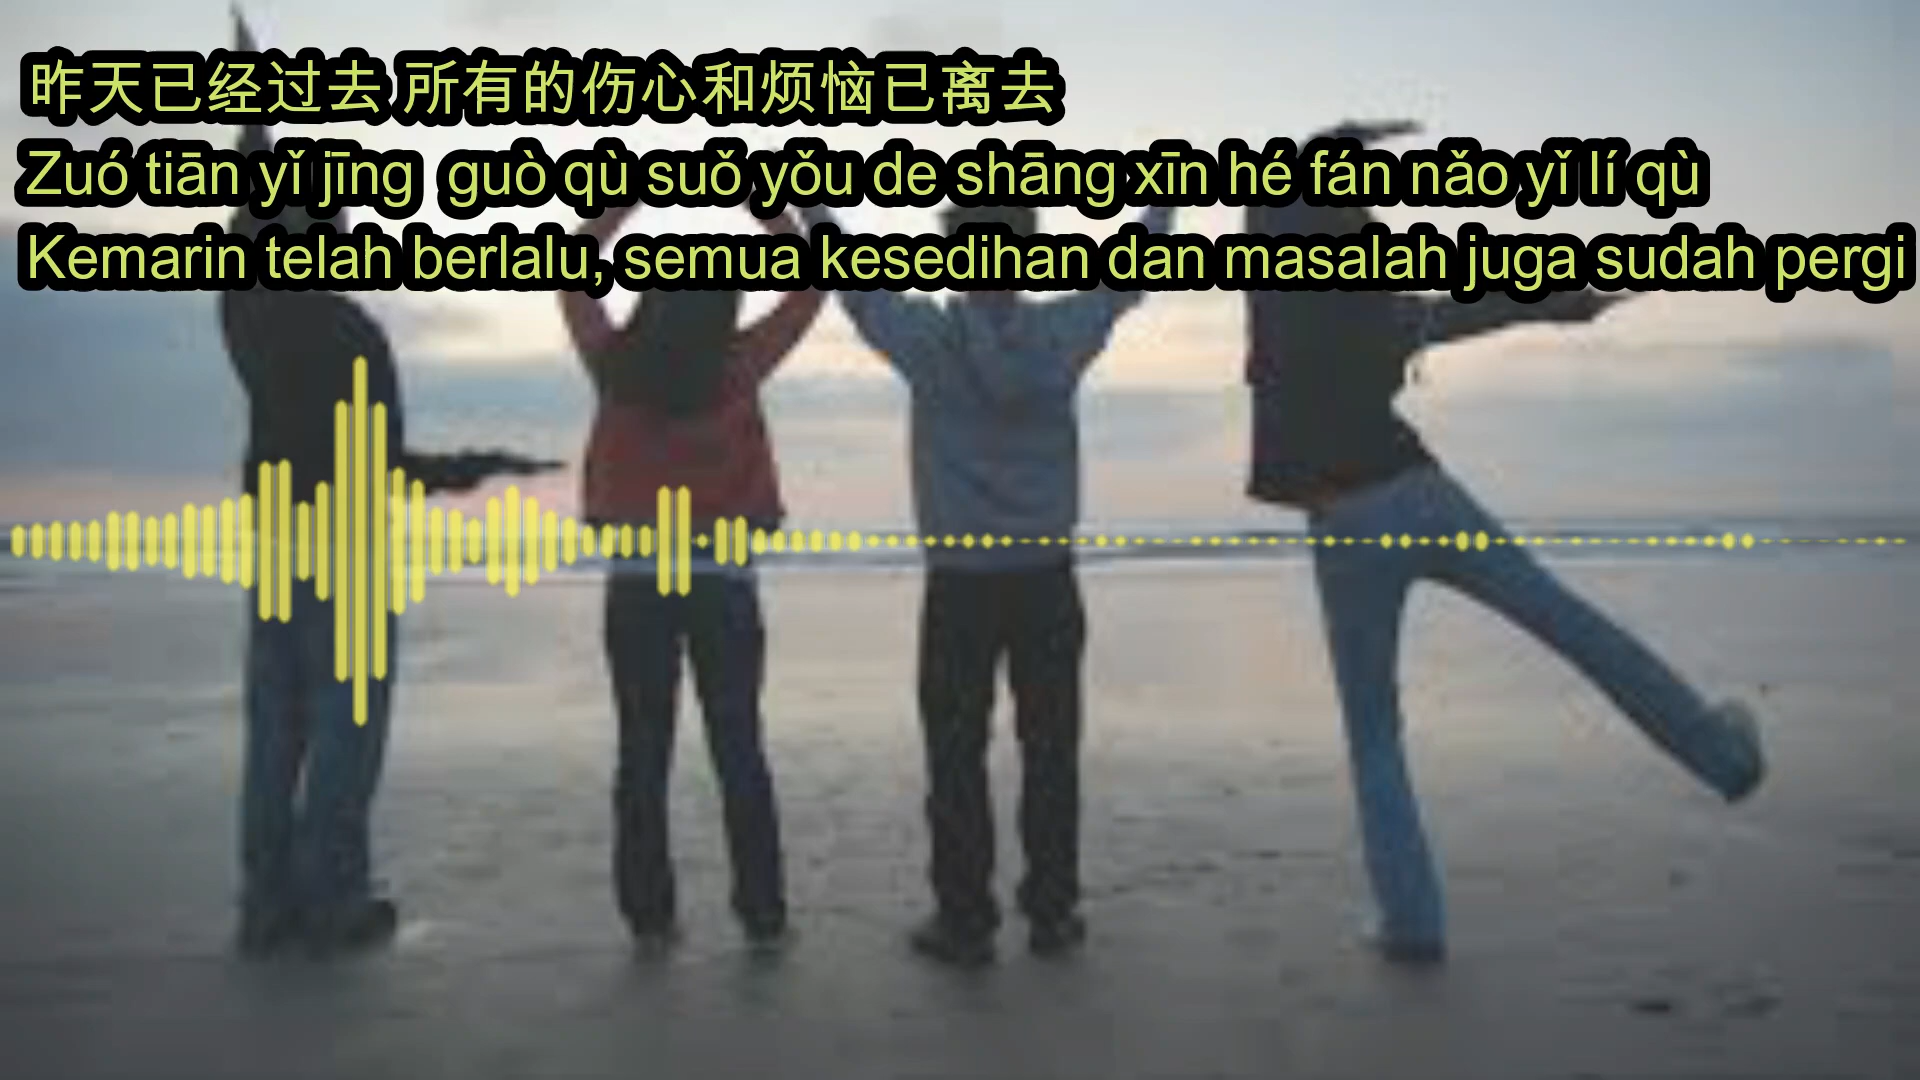 昨天已经过去 所有的伤心和烦恼已离去
Zuó tiān yǐ jīng guò qù suǒ yǒu de shāng xīn hé fán nǎo yǐ lí qù
Kemarin telah berlalu, semua kesedihan dan masalah juga sudah pergi